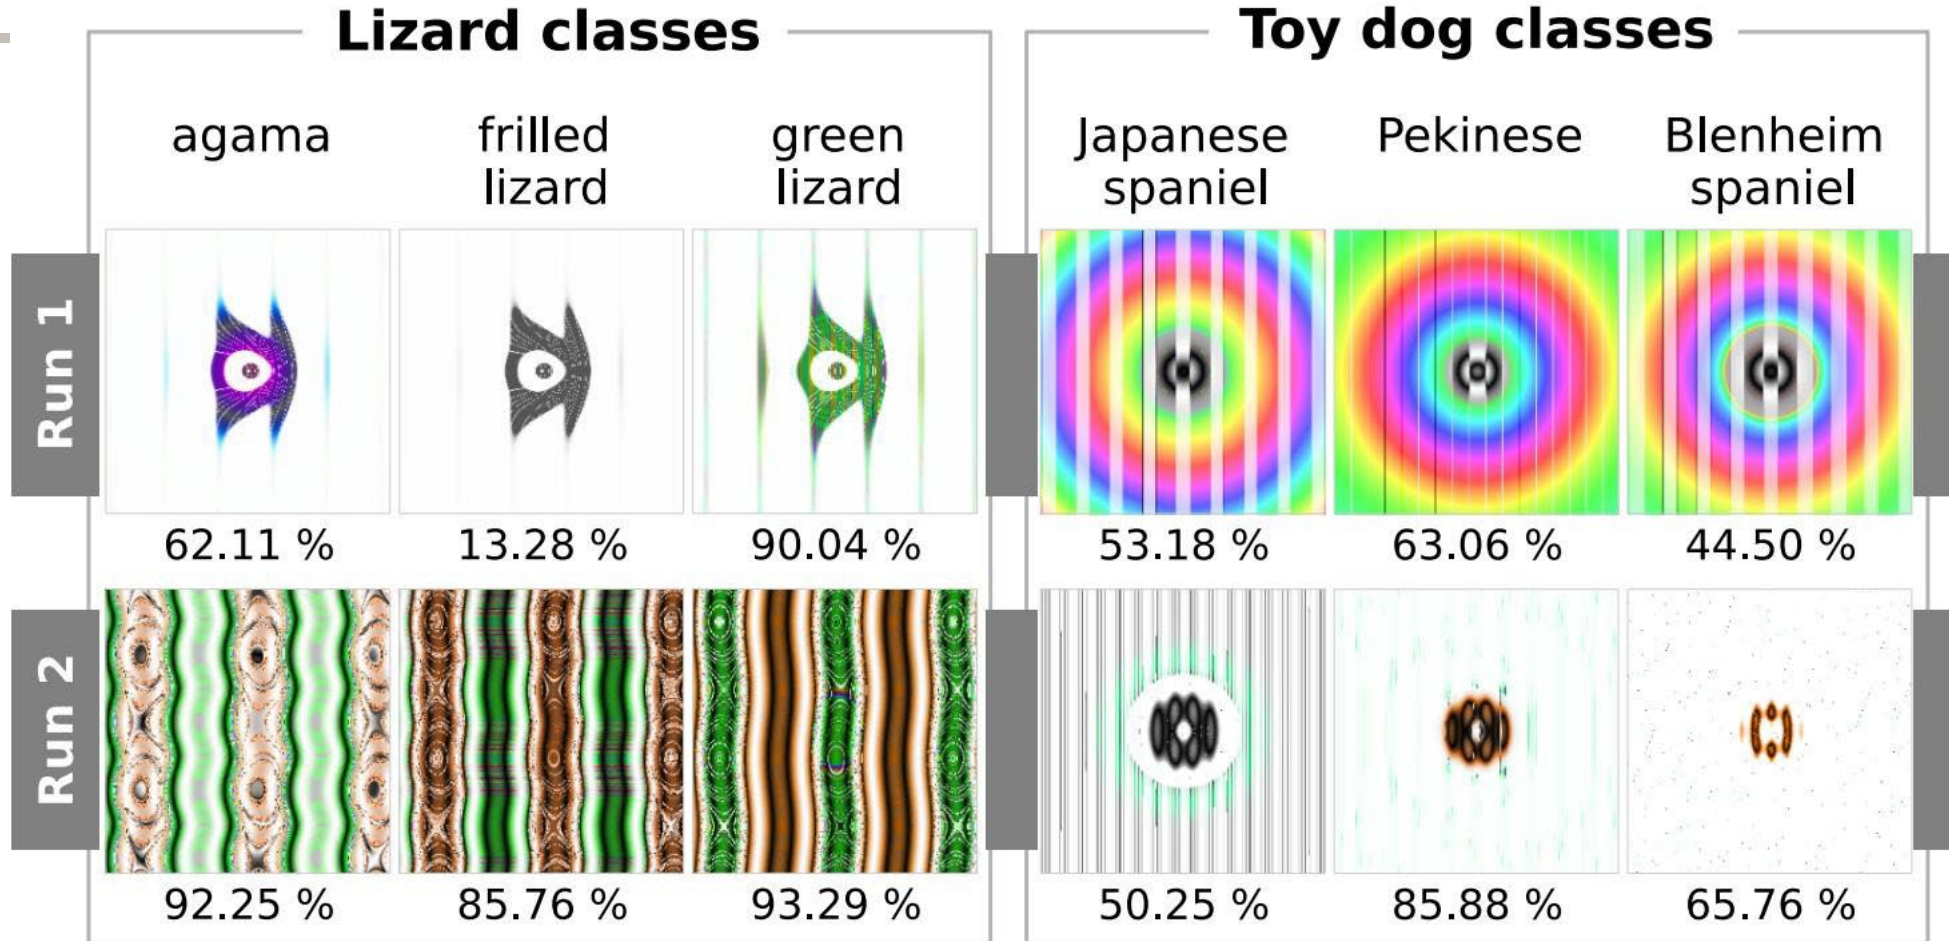 Lizard classes
Toy dog classes
agama
frilled
lizard
green
lizard
Japanese
spaniel
Pekinese
Blenheim
spaniel
Run 1
62.11 %
13.28 %
90.04 %
53.18 %
63.06 %
44.50 %
Run 2
92.25 %
85.76 %
93.29 %
50.25 %
85.88 %
65.76 %